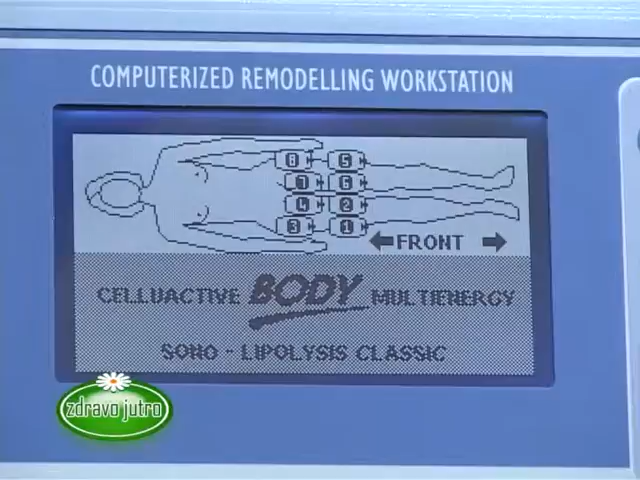 COMPUTERIZED REMODELLING WORKSTATION
8 5
7 6
4 2
3 1
FRONT
CELLUACTIVE BODY MULTIENERGY
SONO - LIPOLYSIS CLASSIC
zdravo jutro